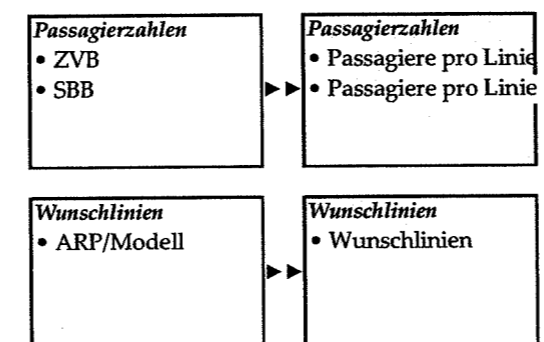 Passagierzahlen
• ZVB
• SBB
Passagierzahlen
• Passagiere pro Linie
• Passagiere pro Linie
Wunschlinien
• ARP/Modell
Wunschlinien
• Wunschlinien